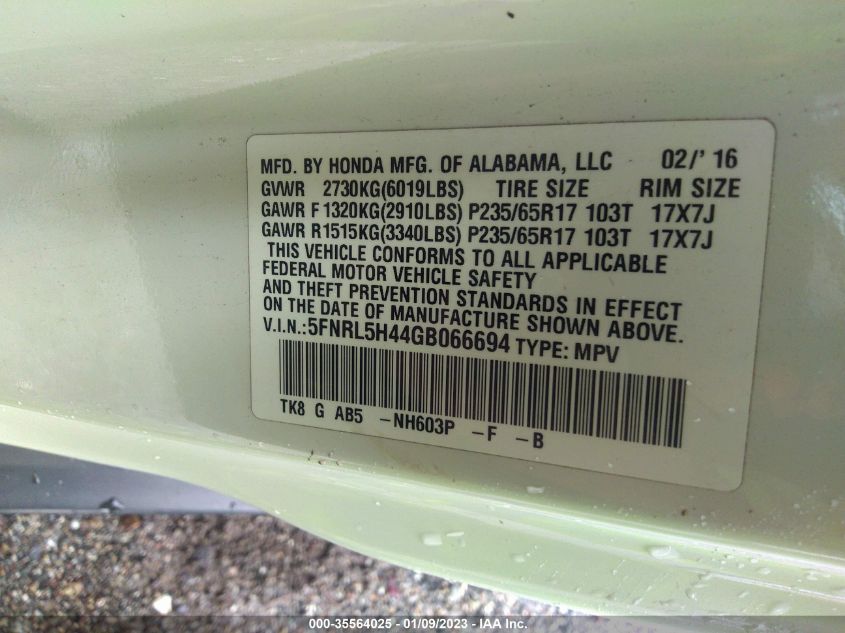 MFD. BY HONDA MFG. OF ALABAMA, LLC 02/' 16
GVWR 2730KG(6019LBS) TIRE SIZE RIM SIZE
GAWR F 1320KG(2910LBS) P235/65R17 103T 17X7J
GAWR R1515KG(3340LBS) P235/65R17 103T 17X7J
THIS VEHICLE CONFORMS TO ALL APPLICABLE
FEDERAL MOTOR VEHICLE SAFETY
AND THEFT PREVENTION STANDARDS IN EFFECT
ON THE DATE OF MANUFACTURE SHOWN ABOVE.
V.I.N.:5FNRL5H44GB066694 TYPE: MPV
TK8 G AB5 -NH603P -F -B
000-35564025 - 01/09/2023 - IAA Inc.